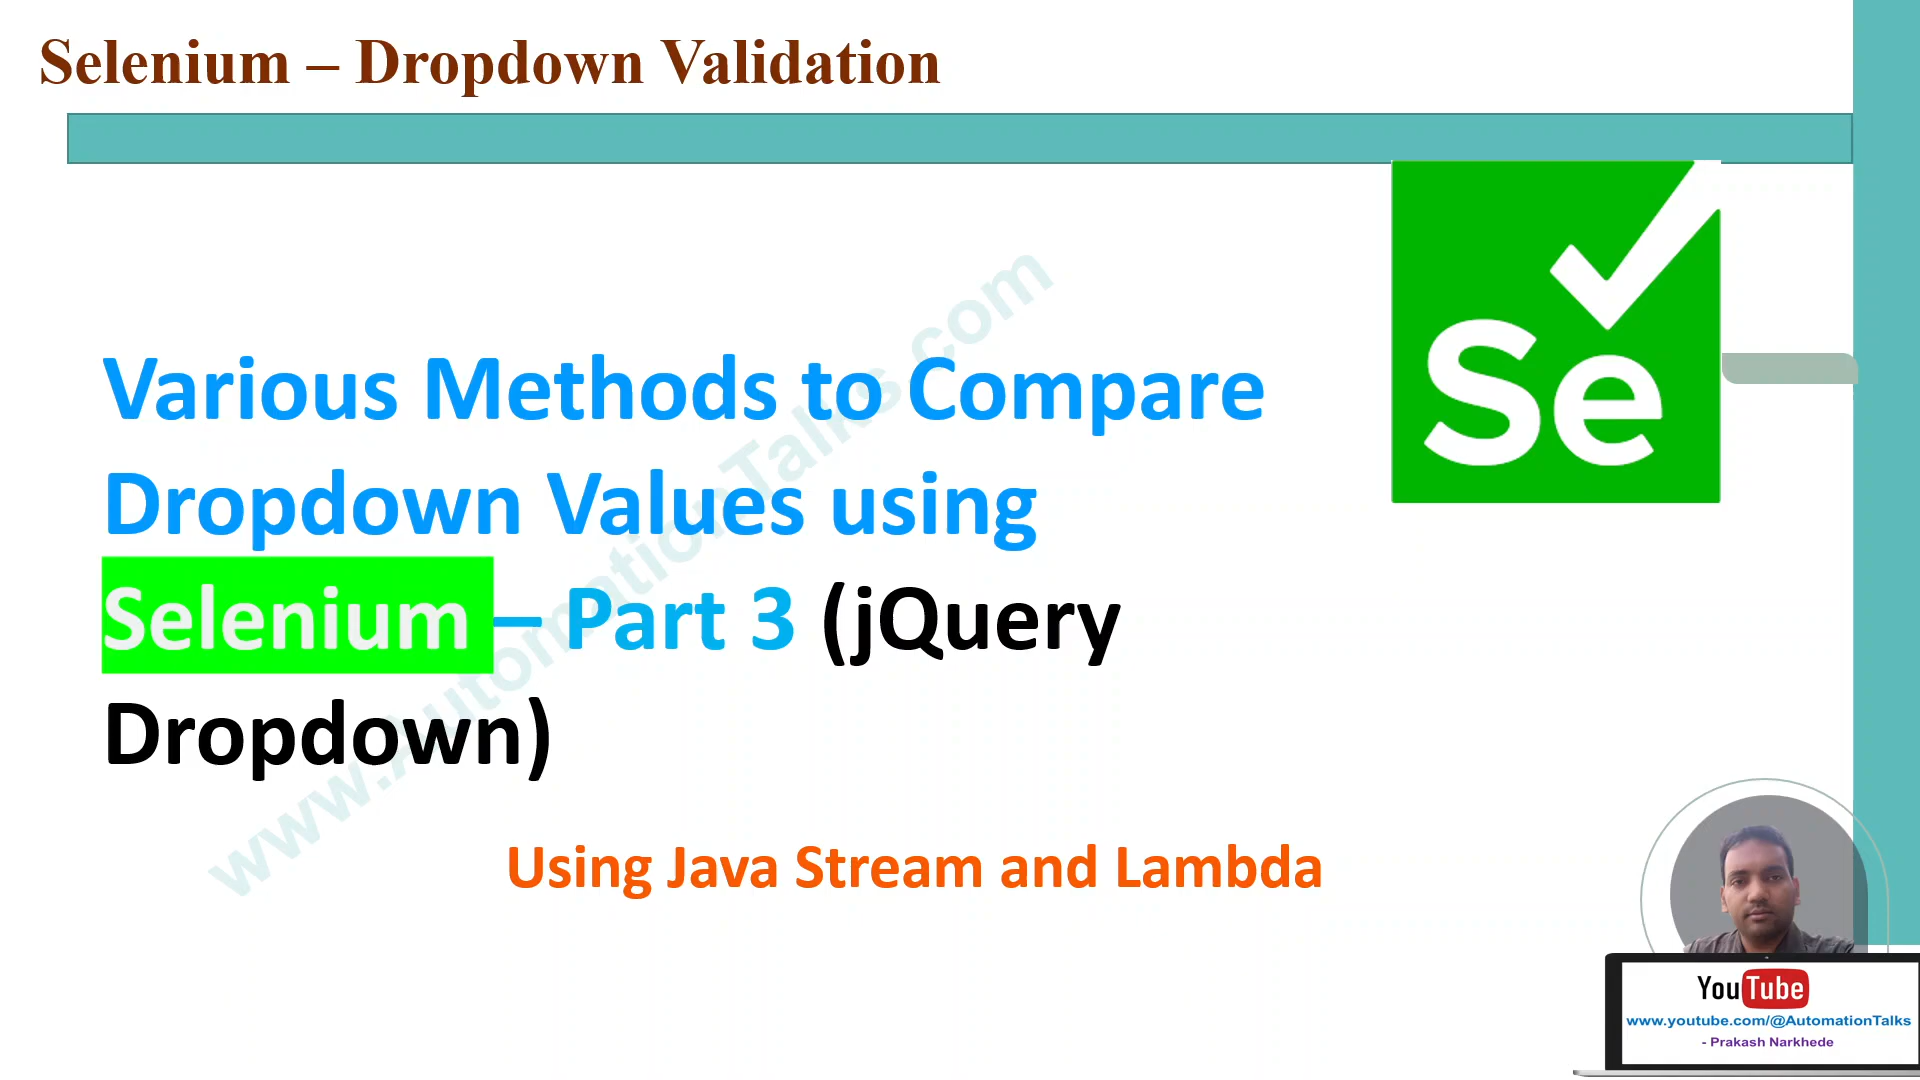 Selenium – Dropdown Validation
www.AutomationTalks.com
Se
Various Methods to Compare
Dropdown Values using
Selenium – Part 3 (jQuery
Dropdown)
Using Java Stream and Lambda
YouTube
www.youtube.com/@AutomationTalks
- Prakash Narkhede